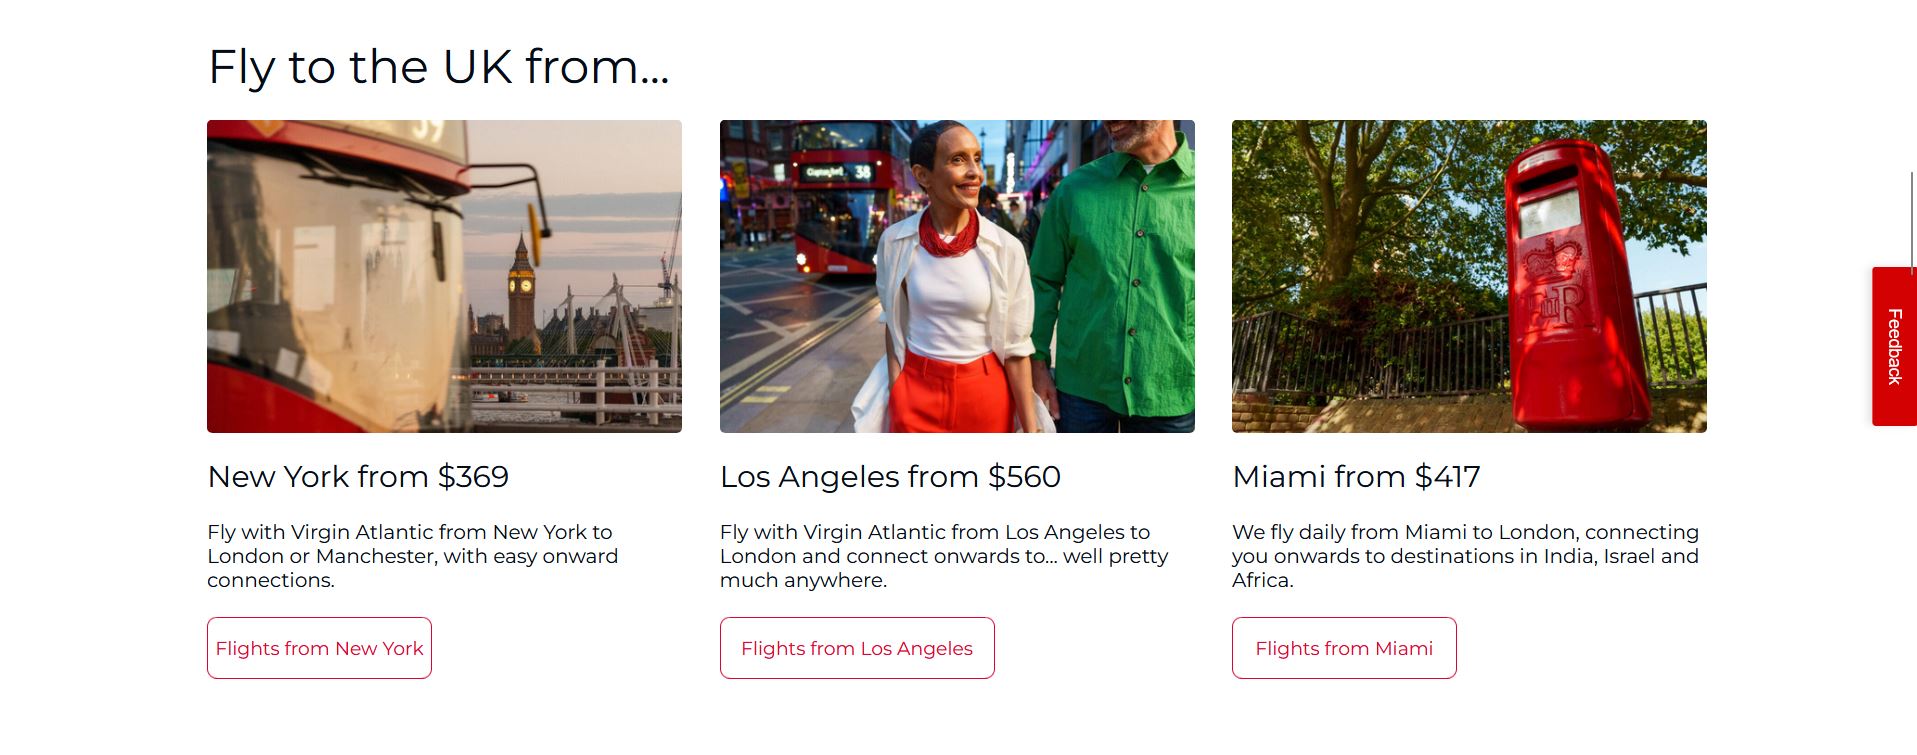 Fly to the UK from...
39
Captonford 38
E II R
New York from $369
Los Angeles from $560
Miami from $417
Fly with Virgin Atlantic from New York to
London or Manchester, with easy onward
connections.
Fly with Virgin Atlantic from Los Angeles to
London and connect onwards to... well pretty
much anywhere.
We fly daily from Miami to London, connecting
you onwards to destinations in India, Israel and
Africa.
Flights from New York
Flights from Los Angeles
Flights from Miami
Feedback